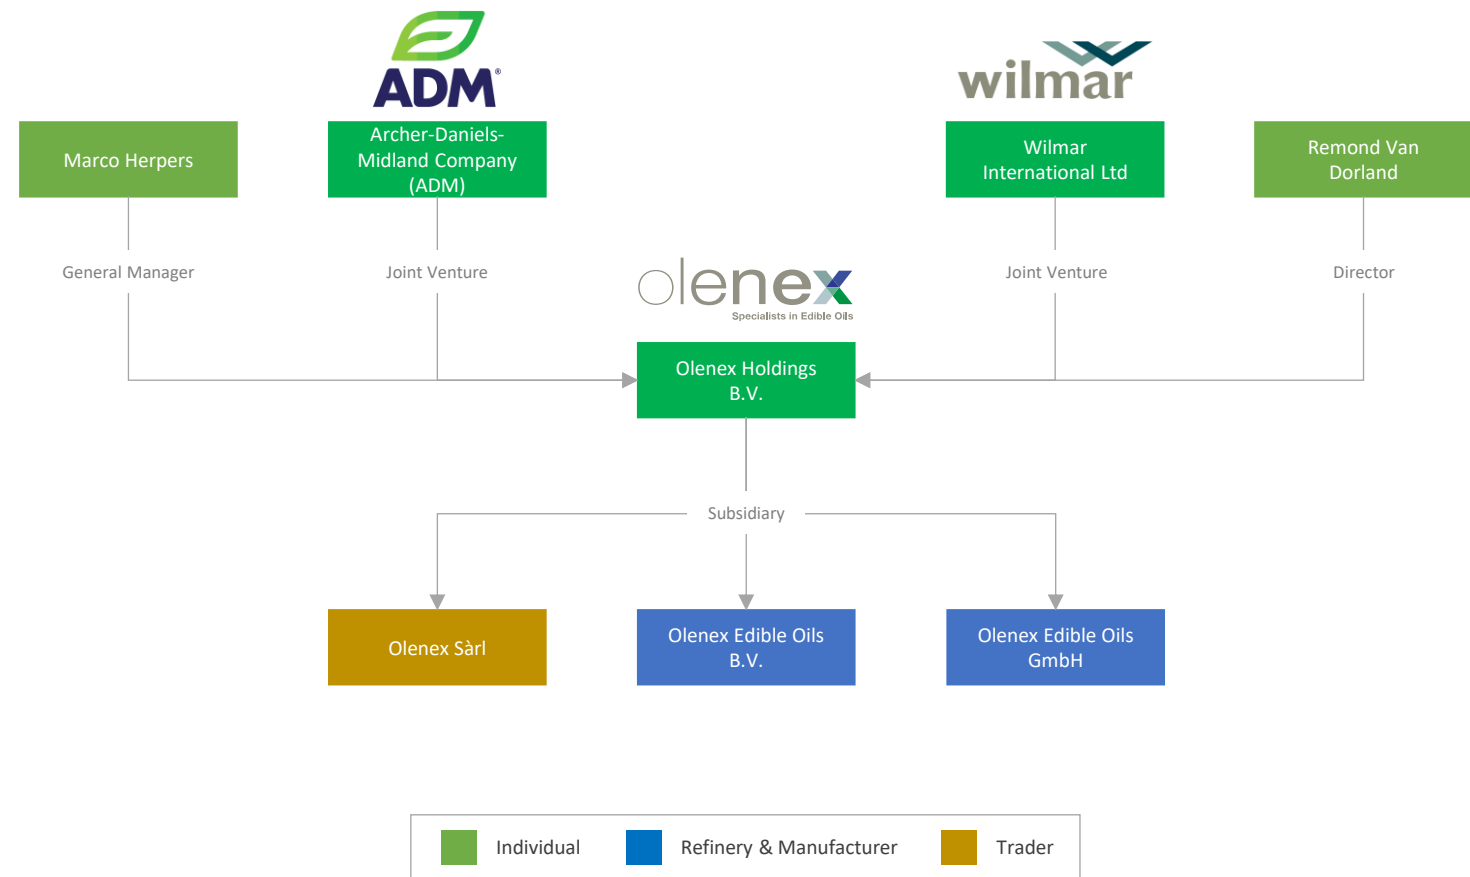 ADM®
wilmar
Marco Herpers
Archer-Daniels-
Midland Company
(ADM)
Wilmar
International Ltd
Remond Van
Dorland
General Manager
Joint Venture
Joint Venture
Director
olenex
Specialists in Edible Oils
Olenex Holdings
B.V.
Subsidiary
Olenex Sàrl
Olenex Edible Oils
B.V.
Olenex Edible Oils
GmbH
Individual
Refinery & Manufacturer
Trader